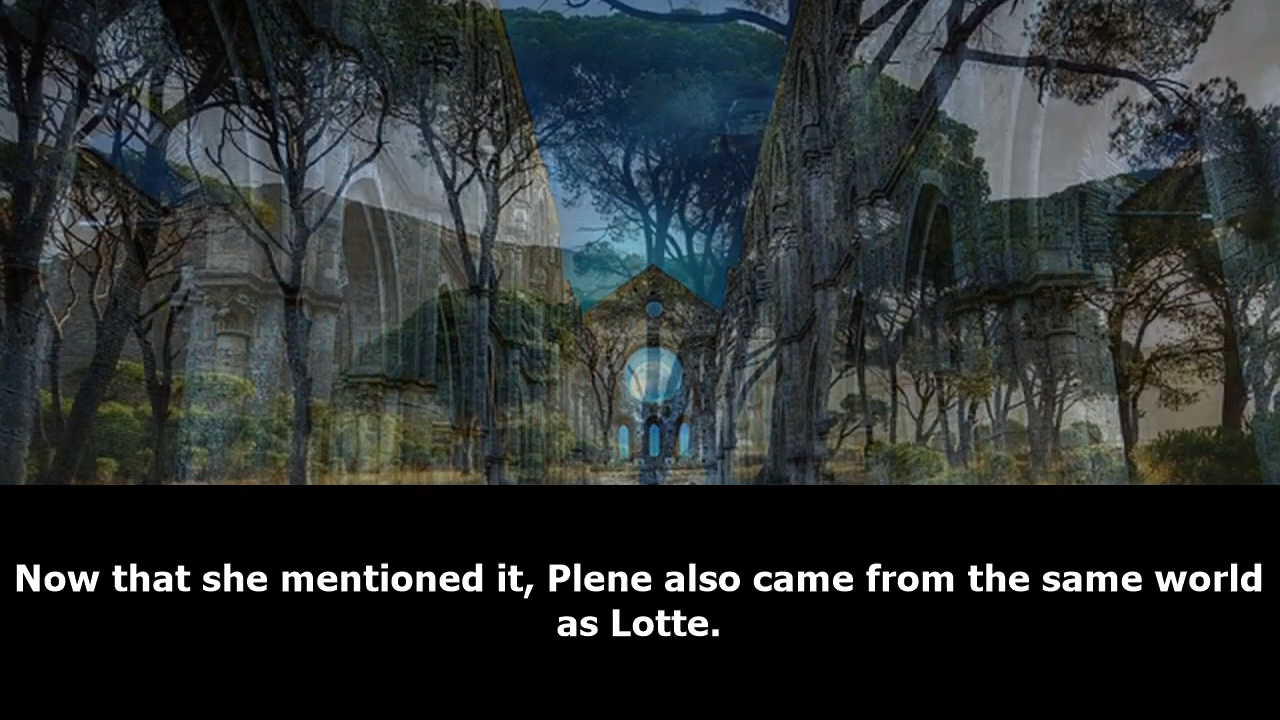 Now that she mentioned it, Plene also came from the same world
as Lotte.